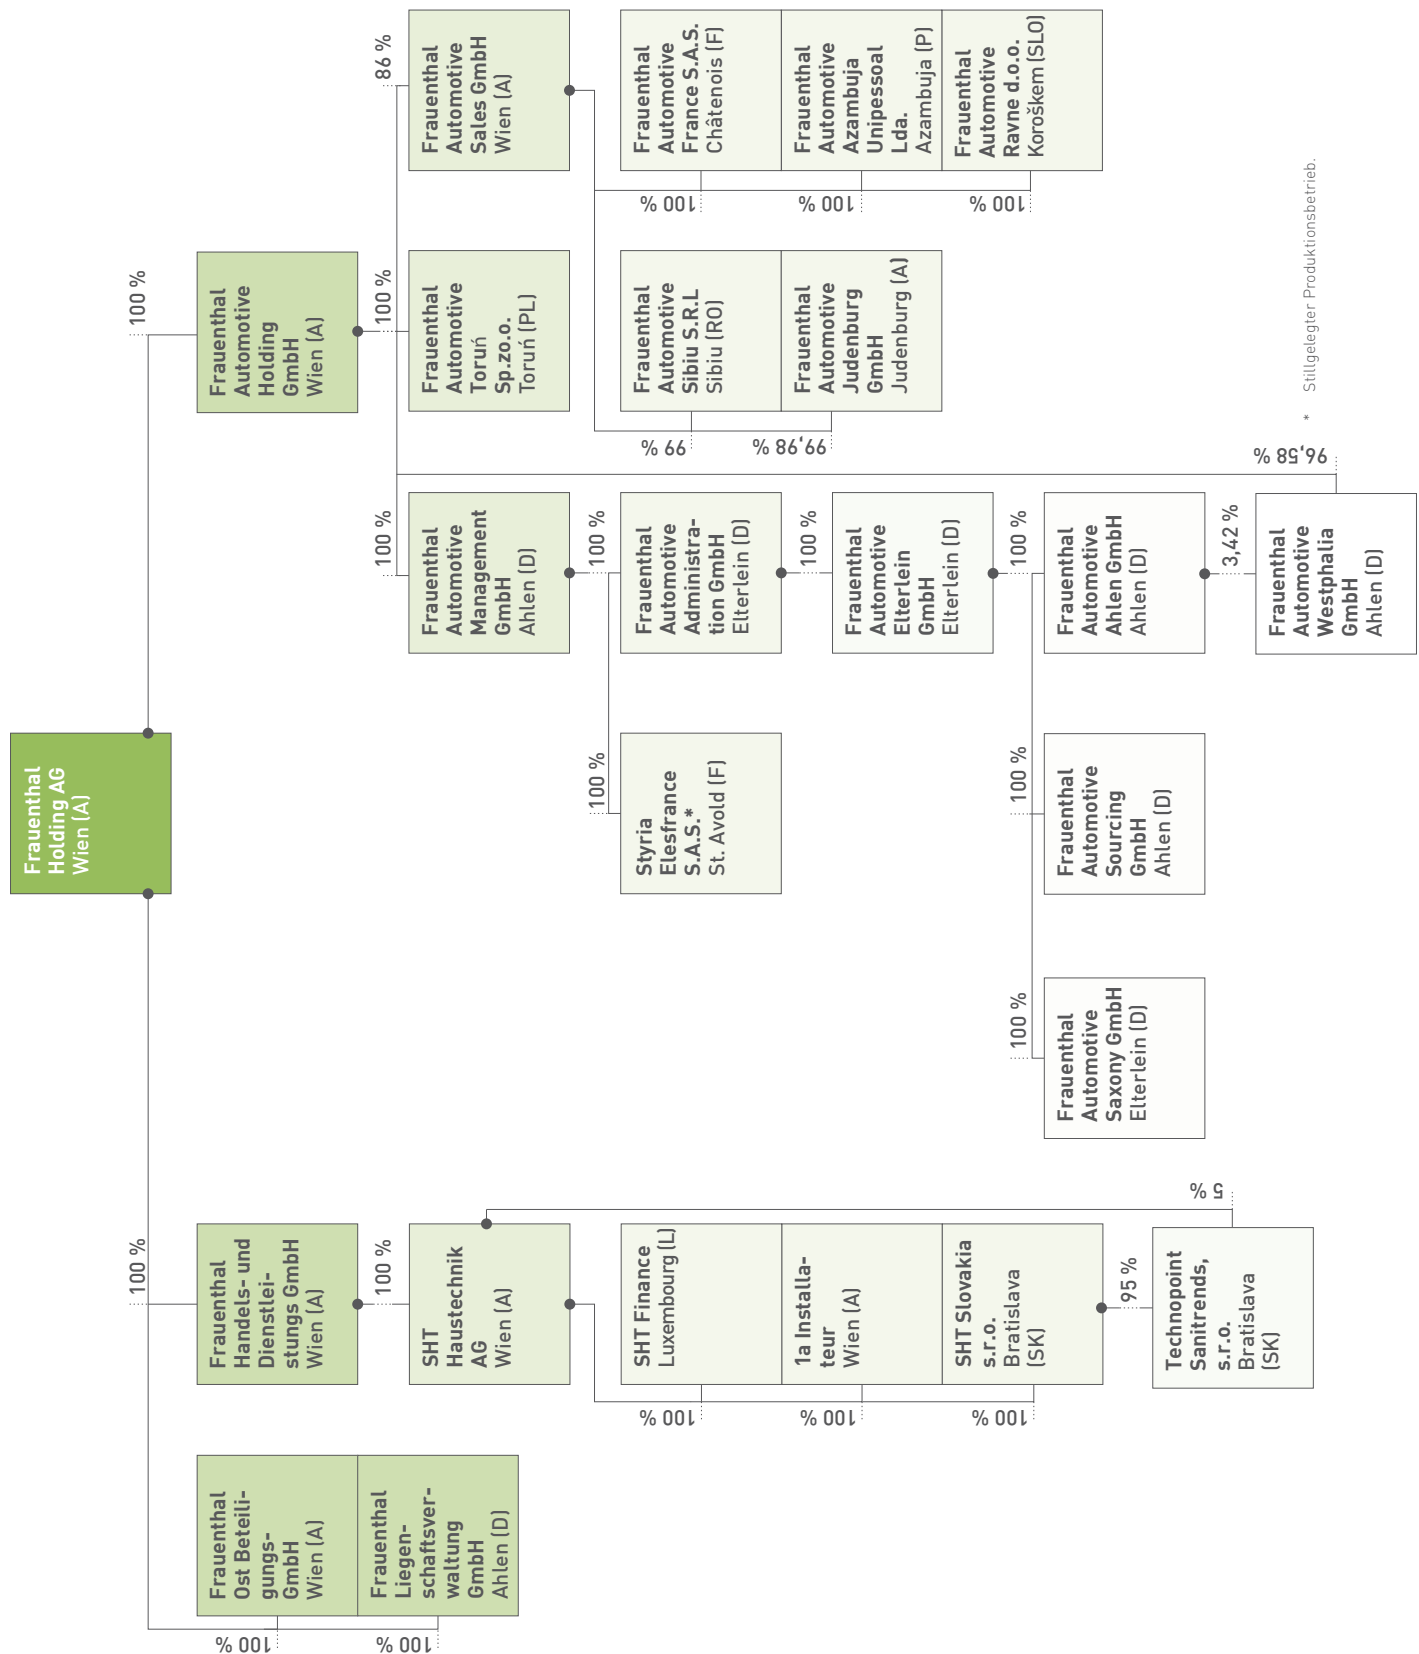 Frauenthal
Holding AG
Wien (A)
100 %
100 %
100 %
Frauenthal
Ost Beteili-
gungs-
GmbH
Wien (A)
100 %
Frauenthal
Liegen-
schaftsver-
waltung
GmbH
Ahlen (D)
Frauenthal
Handels- und
Dienstlei-
stungs GmbH
Wien (A)
100 %
SHT
Haustechnik
AG
Wien (A)
100 %
SHT Finance
Luxembourg (L)
100 %
1a Installa-
teur
Wien (A)
100 %
SHT Slovakia
s.r.o.
Bratislava
(SK)
95 %
5 %
Technopoint
Sanitrends,
s.r.o.
Bratislava
(SK)
100 %
Frauenthal
Automotive
Holding
GmbH
Wien (A)
100 %
Frauenthal
Automotive
Management
GmbH
Ahlen (D)
100 %
Frauenthal
Automotive
Toruń
Sp.zo.o.
Toruń (PL)
86 %
Frauenthal
Automotive
Sales GmbH
Wien (A)
100 %
Styria
Elesfrance
S.A.S.*
St. Avold (F)
100 %
Frauenthal
Automotive
Administra-
tion GmbH
Elterlein (D)
99 %
Frauenthal
Automotive
Sibiu S.R.L
Sibiu (RO)
99,98 %
Frauenthal
Automotive
Judenburg
GmbH
Judenburg (A)
100 %
Frauenthal
Automotive
France S.A.S.
Châtenois (F)
100 %
Frauenthal
Automotive
Azambuja
Unipessoal
Lda.
Azambuja (P)
100 %
Frauenthal
Automotive
Ravne d.o.o.
Koroškem (SLO)
100 %
Frauenthal
Automotive
Elterlein
GmbH
Elterlein (D)
100 %
Frauenthal
Automotive
Saxony GmbH
Elterlein (D)
100 %
Frauenthal
Automotive
Sourcing
GmbH
Ahlen (D)
100 %
Frauenthal
Automotive
Ahlen GmbH
Ahlen (D)
3,42 %
96,58 %
Frauenthal
Automotive
Westphalia
GmbH
Ahlen (D)
* Stillgelegter Produktionsbetrieb.